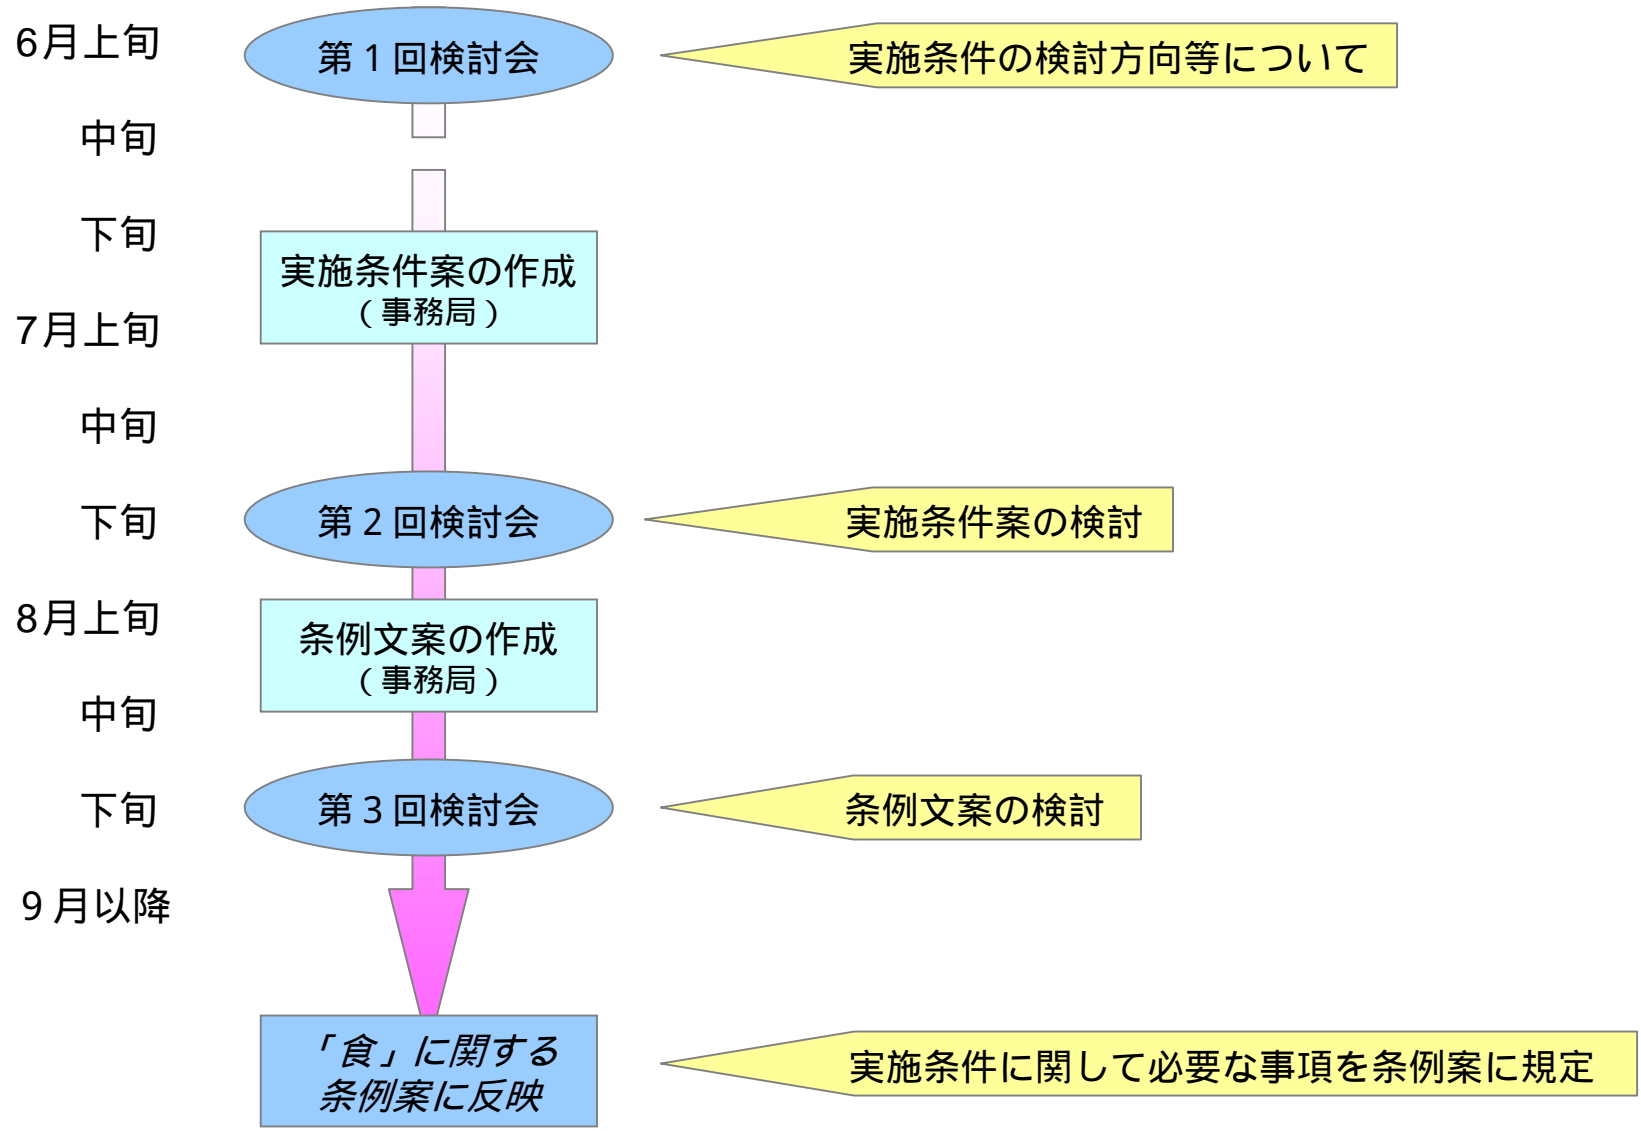 6月上旬
第１回検討会
実施条件の検討方向等について
中旬
下旬
実施条件案の作成
（事務局）
7月上旬
中旬
下旬
第２回検討会
実施条件案の検討
8月上旬
条例文案の作成
（事務局）
中旬
下旬
第３回検討会
条例文案の検討
９月以降
「食」に関する
条例案に反映
実施条件に関して必要な事項を条例案に規定